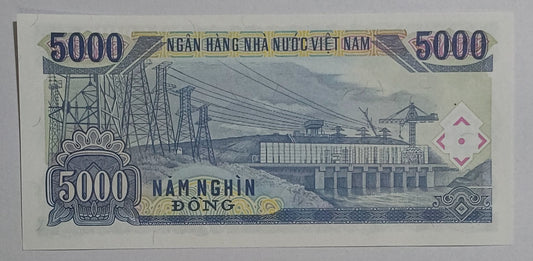 5000 NGÂN HÀNG NHÀ NƯỚC VIỆT NAM 5000
5000 NĂM NGHÌN
ĐỒNG